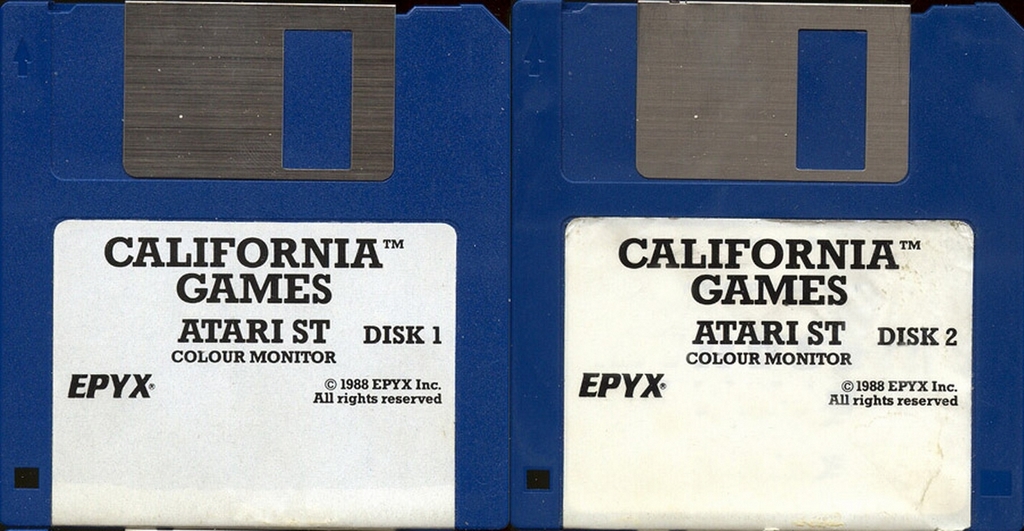 CALIFORNIA™
GAMES
ATARI ST DISK 1
COLOUR MONITOR
EPYX® © 1988 EPYX Inc.
All rights reserved
CALIFORNIA™
GAMES
ATARI ST DISK 2
COLOUR MONITOR
EPYX® © 1988 EPYX Inc.
All rights reserved